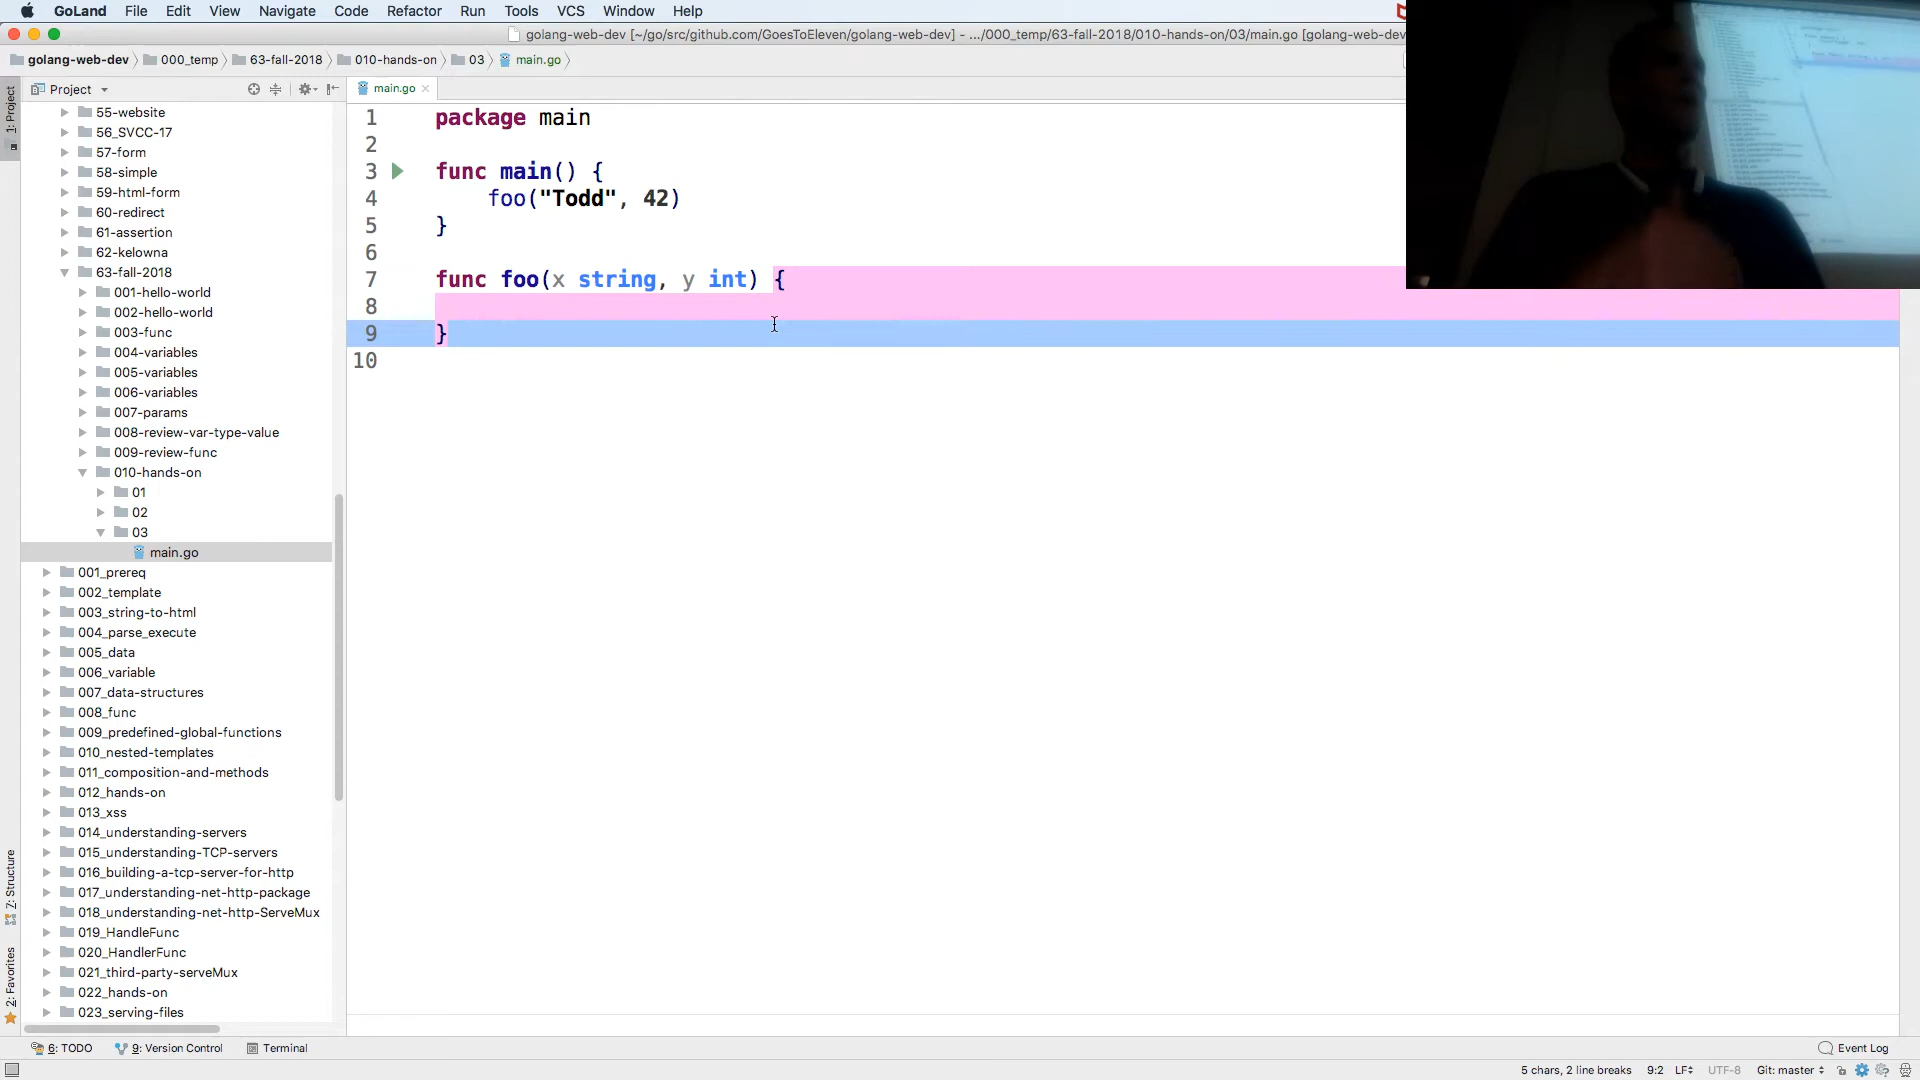 GoLand File Edit View Navigate Code Refactor Run Tools VCS Window Help
golang-web-dev [~/go/src/github.com/GoesToEleven/golang-web-dev] - .../000_temp/63-fall-2018/010-hands-on/03/main.go [golang-web-dev
golang-web-dev 000_temp 63-fall-2018 010-hands-on 03 main.go
Project
main.go
1: Project
7: Structure
2: Favorites
55-website
56_SVCC-17
57-form
58-simple
59-html-form
60-redirect
61-assertion
62-kelowna
63-fall-2018
001-hello-world
002-hello-world
003-func
004-variables
005-variables
006-variables
007-params
008-review-var-type-value
009-review-func
010-hands-on
01
02
03
main.go
001_prereq
002_template
003_string-to-html
004_parse_execute
005_data
006_variable
007_data-structures
008_func
009_predefined-global-functions
010_nested-templates
011_composition-and-methods
012_hands-on
013_xss
014_understanding-servers
015_understanding-TCP-servers
016_building-a-tcp-server-for-http
017_understanding-net-http-package
018_understanding-net-http-ServeMux
019_HandleFunc
020_HandlerFunc
021_third-party-serveMux
022_hands-on
023_serving-files
1 package main
2
3 func main() {
4 foo("Todd", 42)
5 }
6
7 func foo(x string, y int) {
8
9 }
10
6: TODO 9: Version Control Terminal Event Log
5 chars, 2 line breaks 9:2 LF UTF-8 Git: master